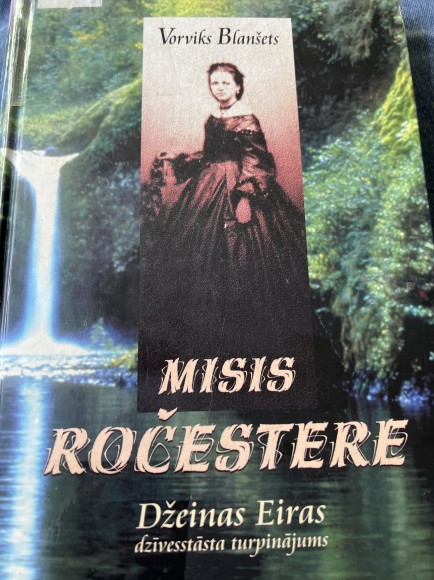 Vorviks Blanšets
MISIS
ROČESTERE
Džeinas Eiras
dzīvesstāsta turpinājums